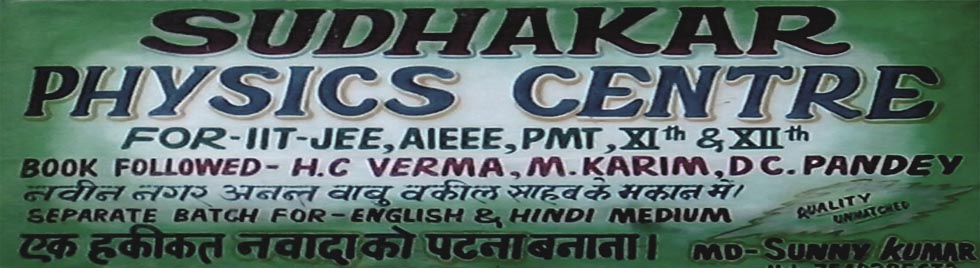 SUDHAKAR
PHYSICS CENTRE
FOR-IIT-JEE, AIEEE, PMT, XIth & XIIth
BOOK FOLLOWED - H.C VERMA, M. KARIM, D C. PANDEY
नवीन नगर अनन्त बाबु वकील साहब के मकान में।
SEPARATE BATCH FOR - ENGLISH & HINDI MEDIUM
QUALITY UNMATCHED
एक हकीकत नवादा को पटना बनाना।
MD- SUNNY KUMAR